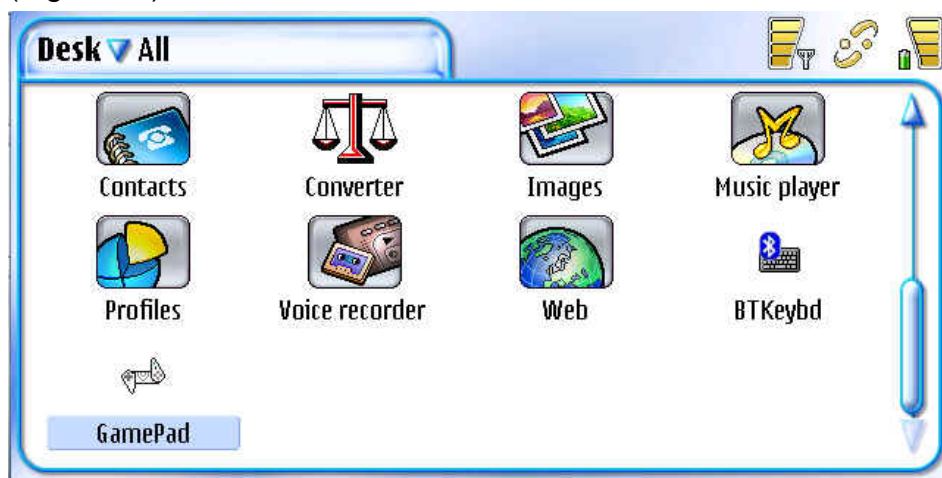 Desk All
Contacts Converter Images Music player
Profiles Voice recorder Web BTKeybd
GamePad